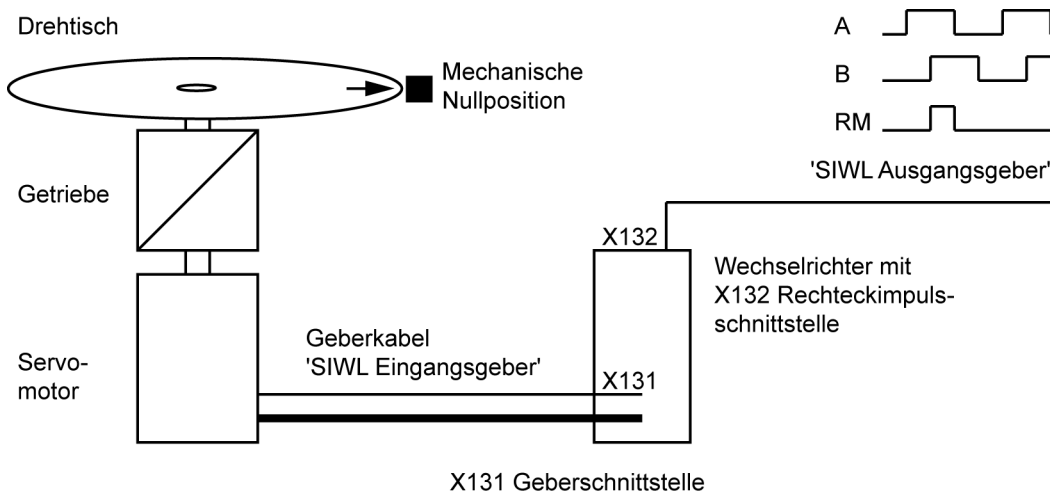 Drehtisch
Mechanische
Nullposition
A
B
RM
'SIWL Ausgangsgeber'
Getriebe
X132
Wechselrichter mit
X132 Rechteckimpuls-
schnittstelle
Geberkabel
'SIWL Eingangsgeber'
Servo-
motor
X131
X131 Geberschnittstelle